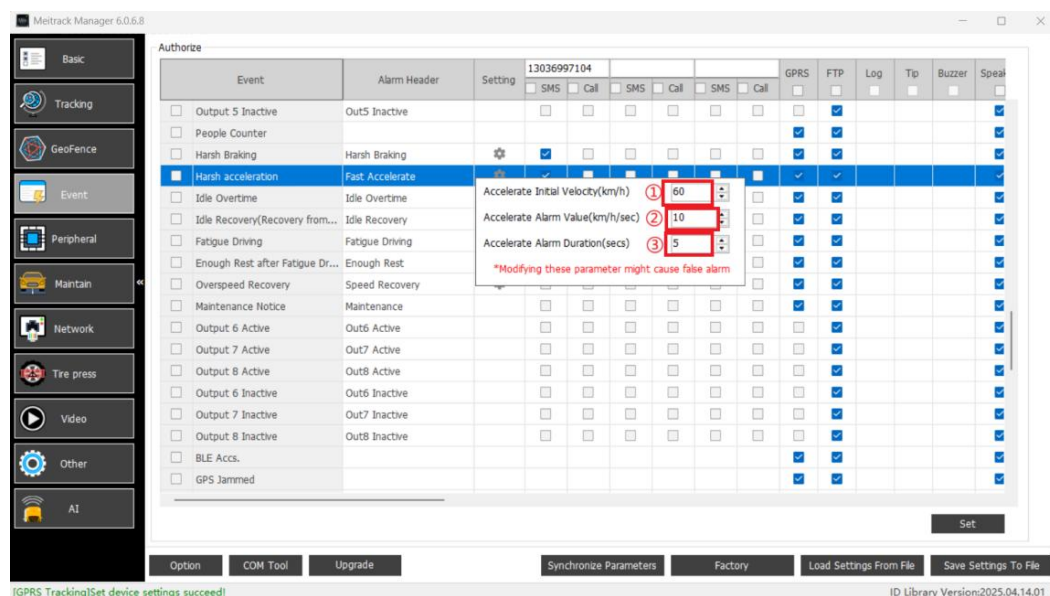 Meitrack Manager 6.0.6.8
Basic
Tracking
GeoFence
Event
Peripheral
Maintain
Network
Tire press
Video
Other
AI
«
Authorize
Event Alarm Header Setting 13036997104 GPRS FTP Log Tip Buzzer Speak
SMS Call SMS Call SMS Call
Output 5 Inactive Out5 Inactive
People Counter
Harsh Braking Harsh Braking
Harsh acceleration Fast Accelerate
Idle Overtime Idle Overtime
Idle Recovery(Recovery from... Idle Recovery
Fatigue Driving Fatigue Driving
Enough Rest after Fatigue Dr... Enough Rest
Overspeed Recovery Speed Recovery
Maintenance Notice Maintenance
Output 6 Active Out6 Active
Output 7 Active Out7 Active
Output 8 Active Out8 Active
Output 6 Inactive Out6 Inactive
Output 7 Inactive Out7 Inactive
Output 8 Inactive Out8 Inactive
BLE Accs.
GPS Jammed
Accelerate Initial Velocity(km/h) ① 60
Accelerate Alarm Value(km/h/sec) ② 10
Accelerate Alarm Duration(secs) ③ 5
*Modifying these parameter might cause false alarm
Set
Option COM Tool Upgrade Synchronize Parameters Factory Load Settings From File Save Settings To File
[GPRS Tracking]Set device settings succeed! ID Library Version:2025.04.14.01